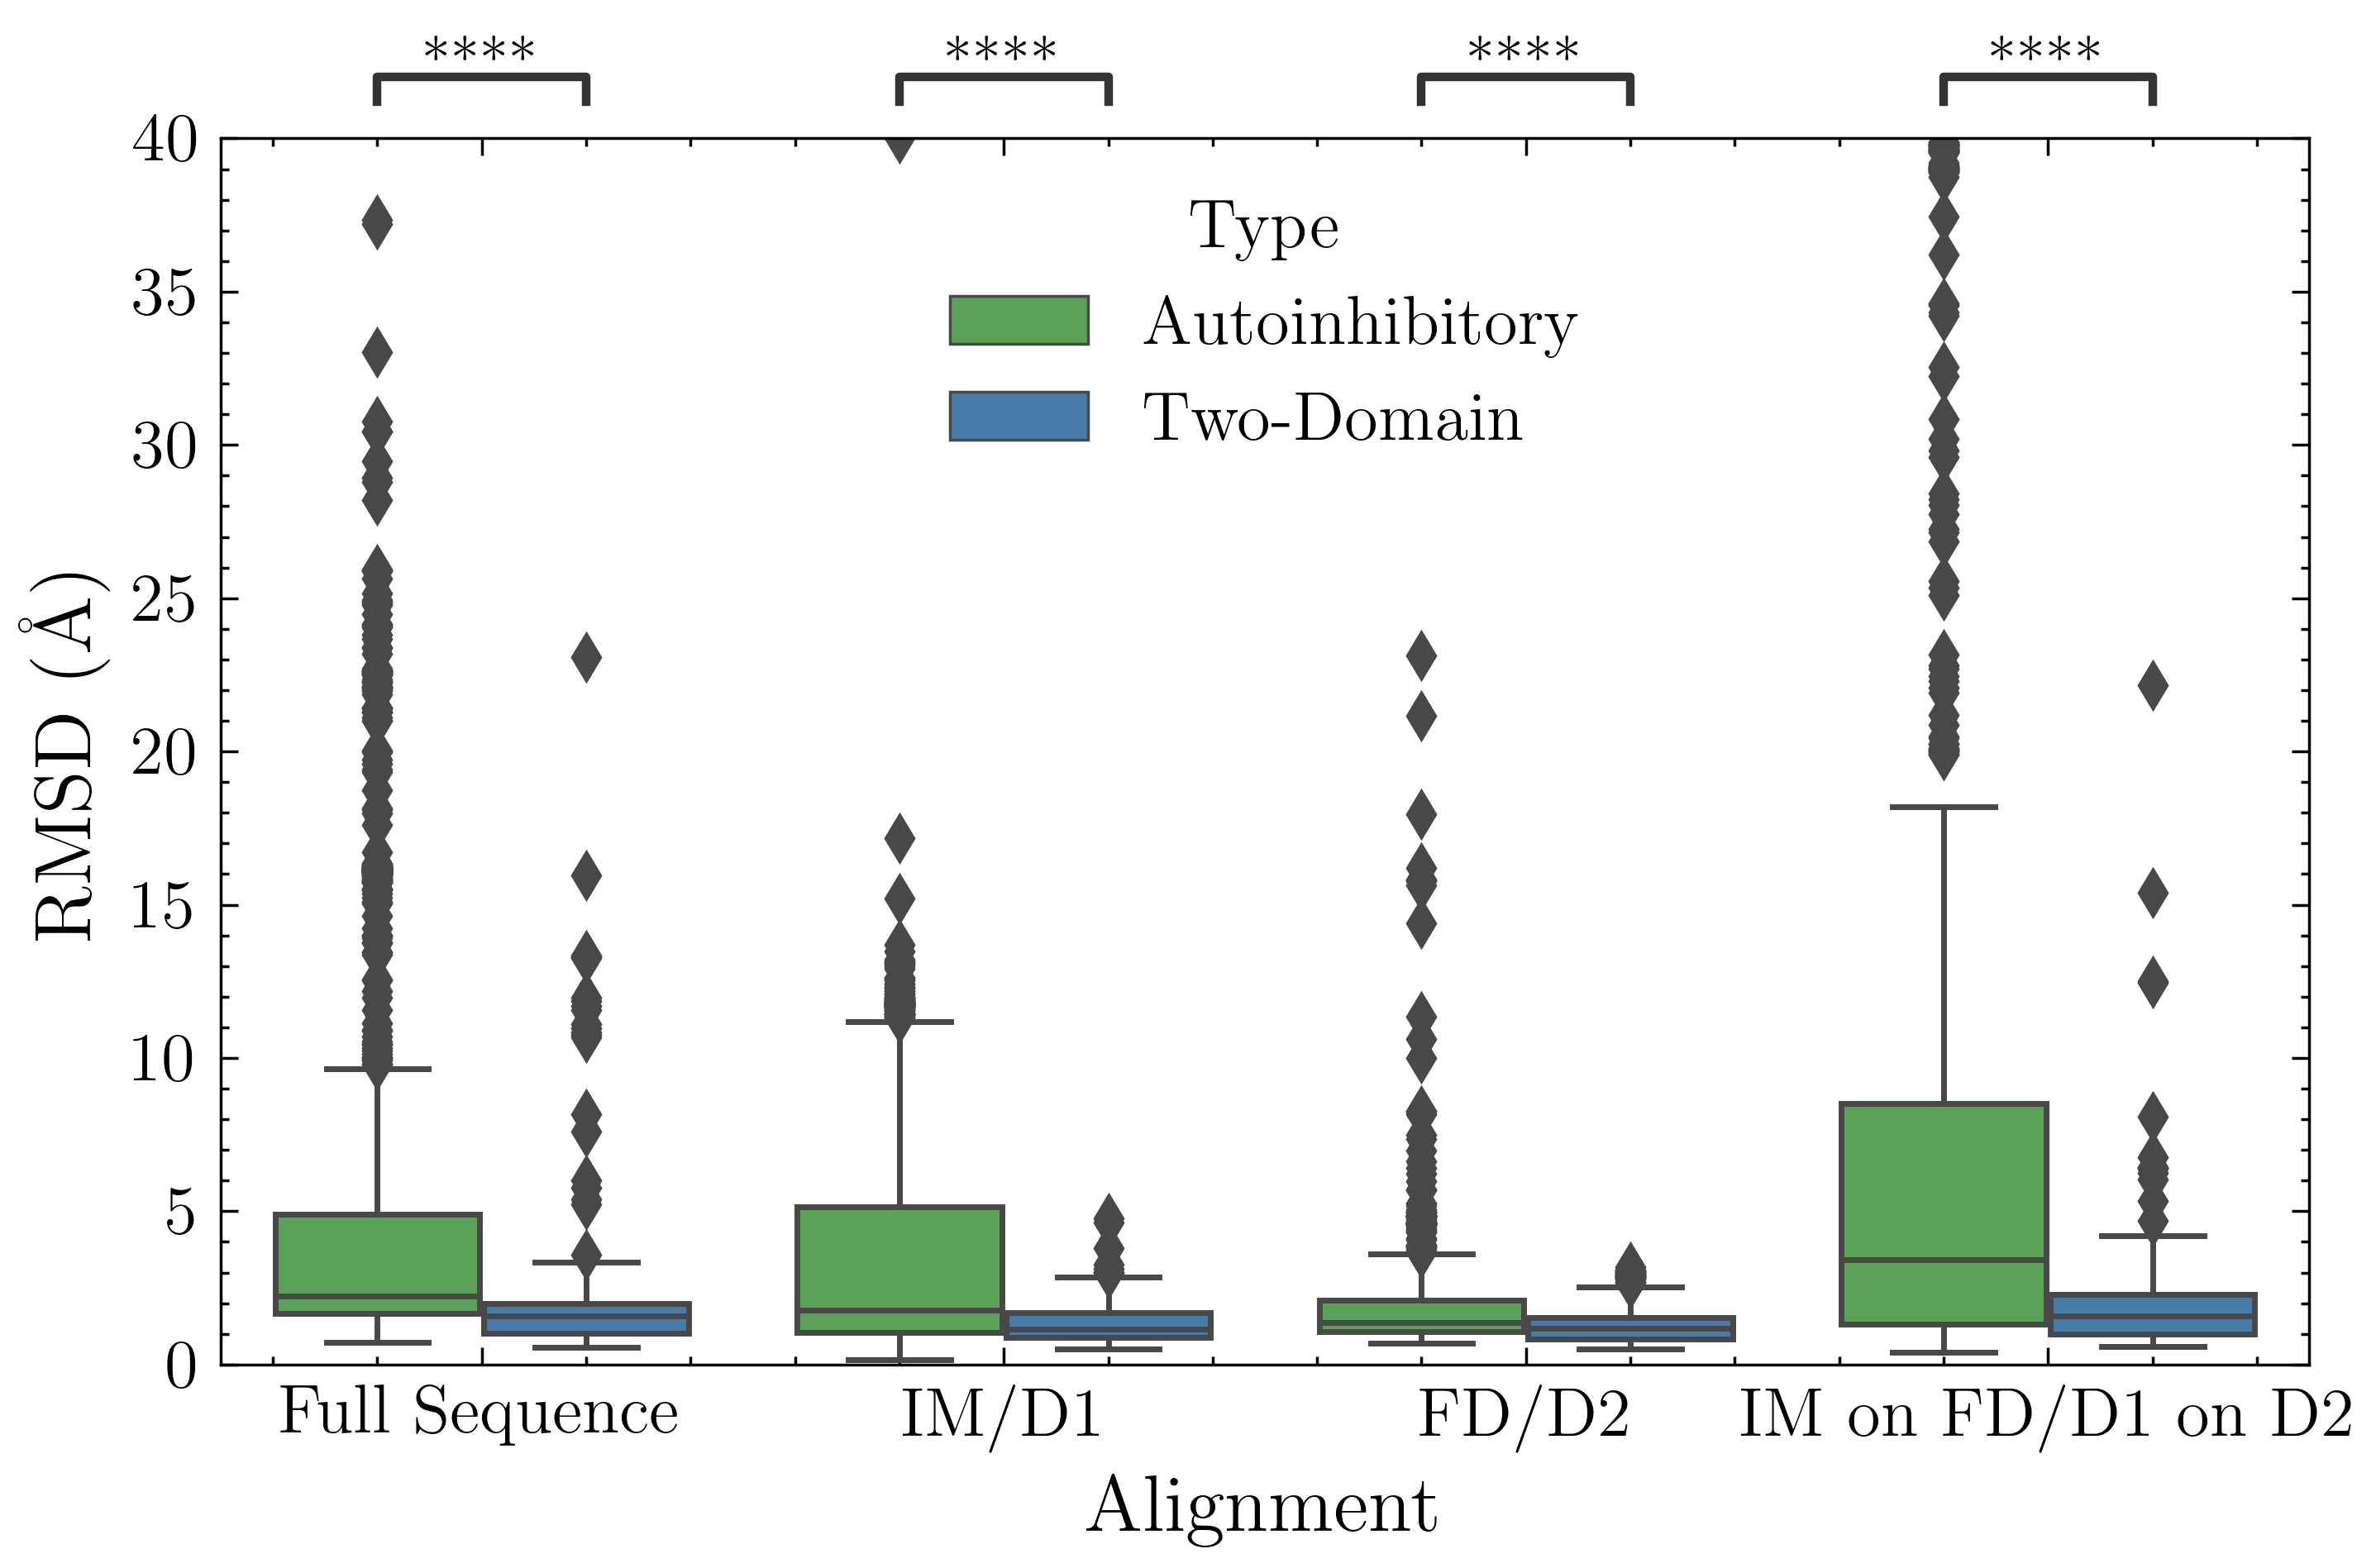 **** **** **** ****
40
35
30
25
20
15
10
5
0
RMSD (Å)
Type
Autoinhibitory
Two-Domain
Full Sequence IM/D1 FD/D2 IM on FD/D1 on D2
Alignment